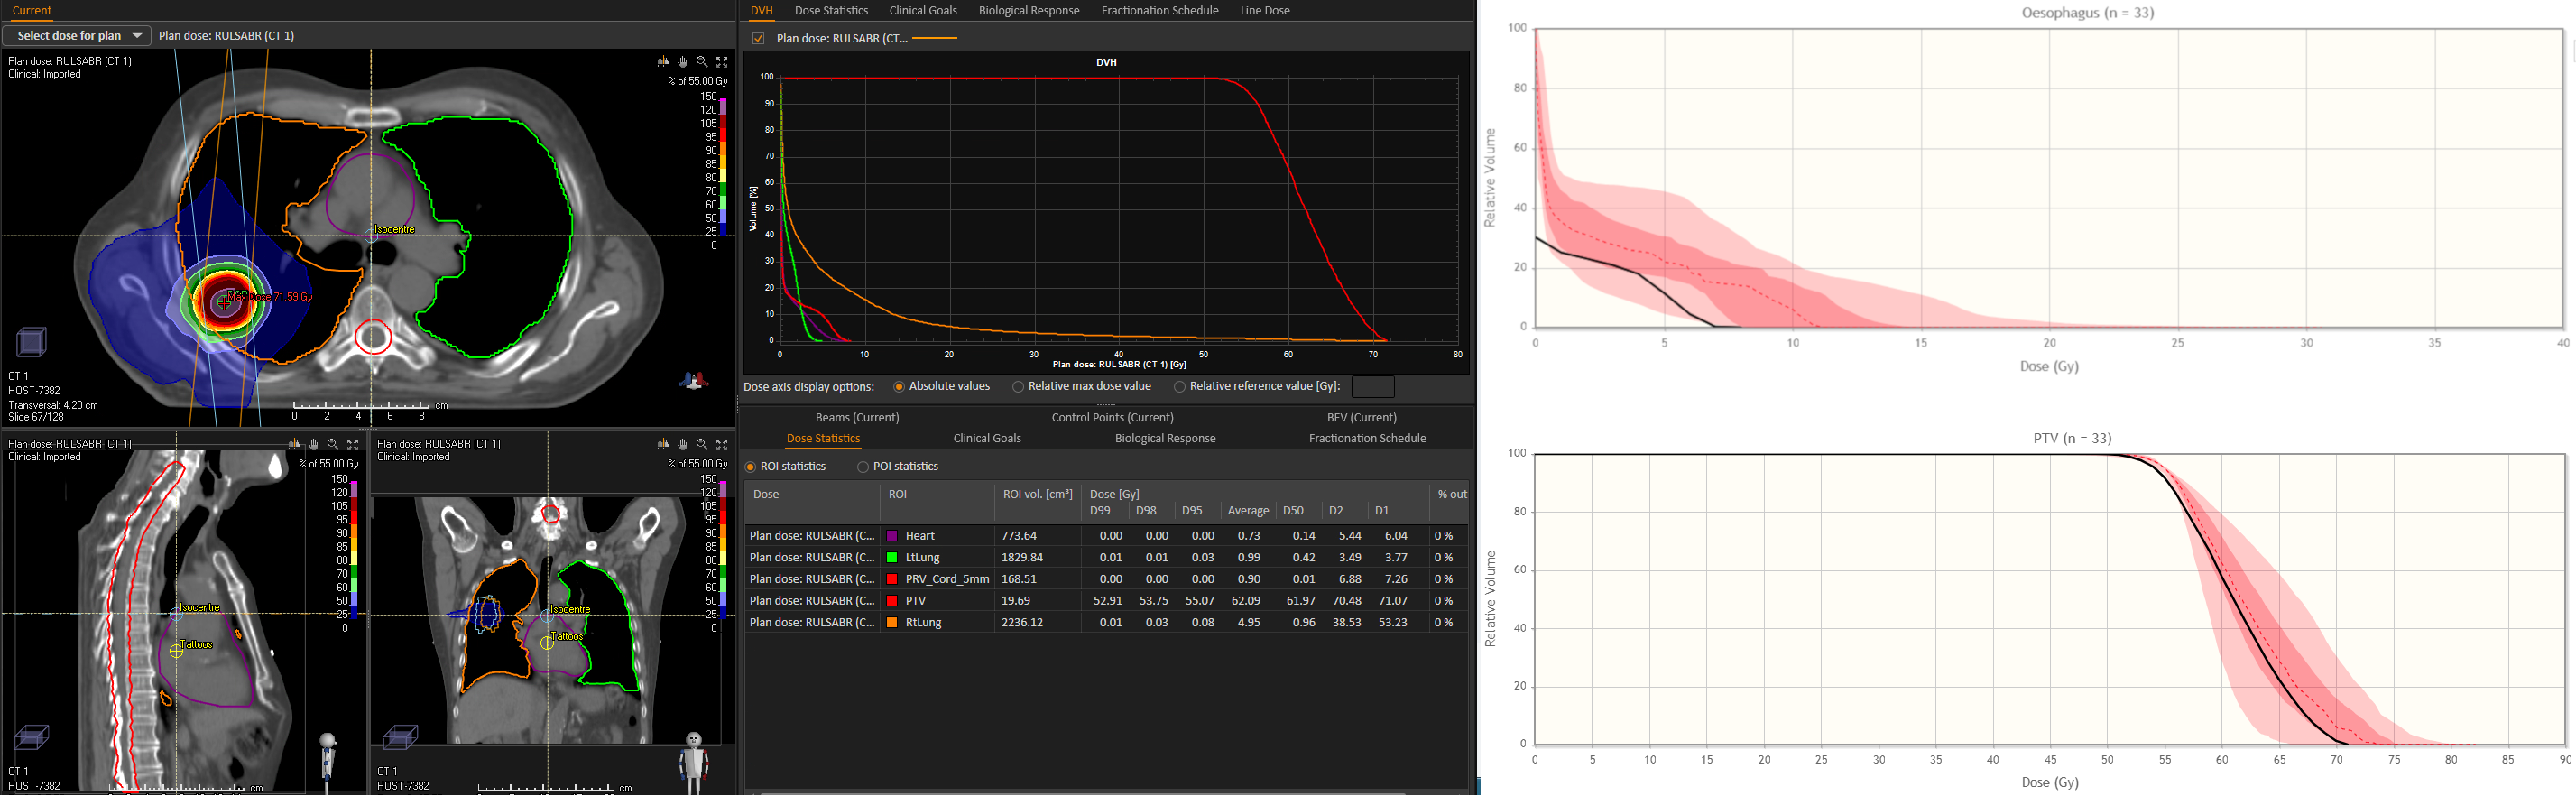 Current
Select dose for plan
Plan dose: RULSABR (CT 1)
Plan dose: RULSABR (CT 1)
Clinical: Imported
% of 55.00 Gy
150
120
105
95
90
85
80
70
60
50
25
0
Isocentre
Max Dose 71.59 Gy
CT 1
HOST-7382
Transversal: 4.20 cm
Slice 67/128
0 2 4 6 8 cm
Plan dose: RULSABR (CT 1)
Clinical: Imported
% of 55.00 Gy
150
120
105
95
90
85
80
70
60
50
25
0
Isocentre
Tattoos
CT 1
HOST-7382
cm
Plan dose: RULSABR (CT 1)
Clinical: Imported
% of 55.00 Gy
150
120
105
95
90
85
80
70
60
50
25
0
Isocentre
Tattoos
CT 1
HOST-7382
cm
DVH Dose Statistics Clinical Goals Biological Response Fractionation Schedule Line Dose
Plan dose: RULSABR (CT...
DVH
Volume [%]
100
90
80
70
60
50
40
30
20
10
0
0 10 20 30 40 50 60 70 80
Plan dose: RULSABR (CT 1) [Gy]
Dose axis display options: Absolute values Relative max dose value Relative reference value [Gy]:
Beams (Current) Control Points (Current) BEV (Current)
Dose Statistics Clinical Goals Biological Response Fractionation Schedule
ROI statistics POI statistics
Dose ROI ROI vol. [cm³] Dose [Gy] % out
D99 D98 D95 Average D50 D2 D1
Plan dose: RULSABR (C... Heart 773.64 0.00 0.00 0.00 0.73 0.14 5.44 6.04 0 %
Plan dose: RULSABR (C... LtLung 1829.84 0.01 0.01 0.03 0.99 0.42 3.49 3.77 0 %
Plan dose: RULSABR (C... PRV_Cord_5mm 168.51 0.00 0.00 0.00 0.90 0.01 6.88 7.26 0 %
Plan dose: RULSABR (C... PTV 19.69 52.91 53.75 55.07 62.09 61.97 70.48 71.07 0 %
Plan dose: RULSABR (C... RtLung 2236.12 0.01 0.03 0.08 4.95 0.96 38.53 53.23 0 %
Oesophagus (n = 33)
Relative Volume
100
80
60
40
20
0
0 5 10 15 20 25 30 35 40
Dose (Gy)
PTV (n = 33)
Relative Volume
100
80
60
40
20
0
0 5 10 15 20 25 30 35 40 45 50 55 60 65 70 75 80 85 90
Dose (Gy)